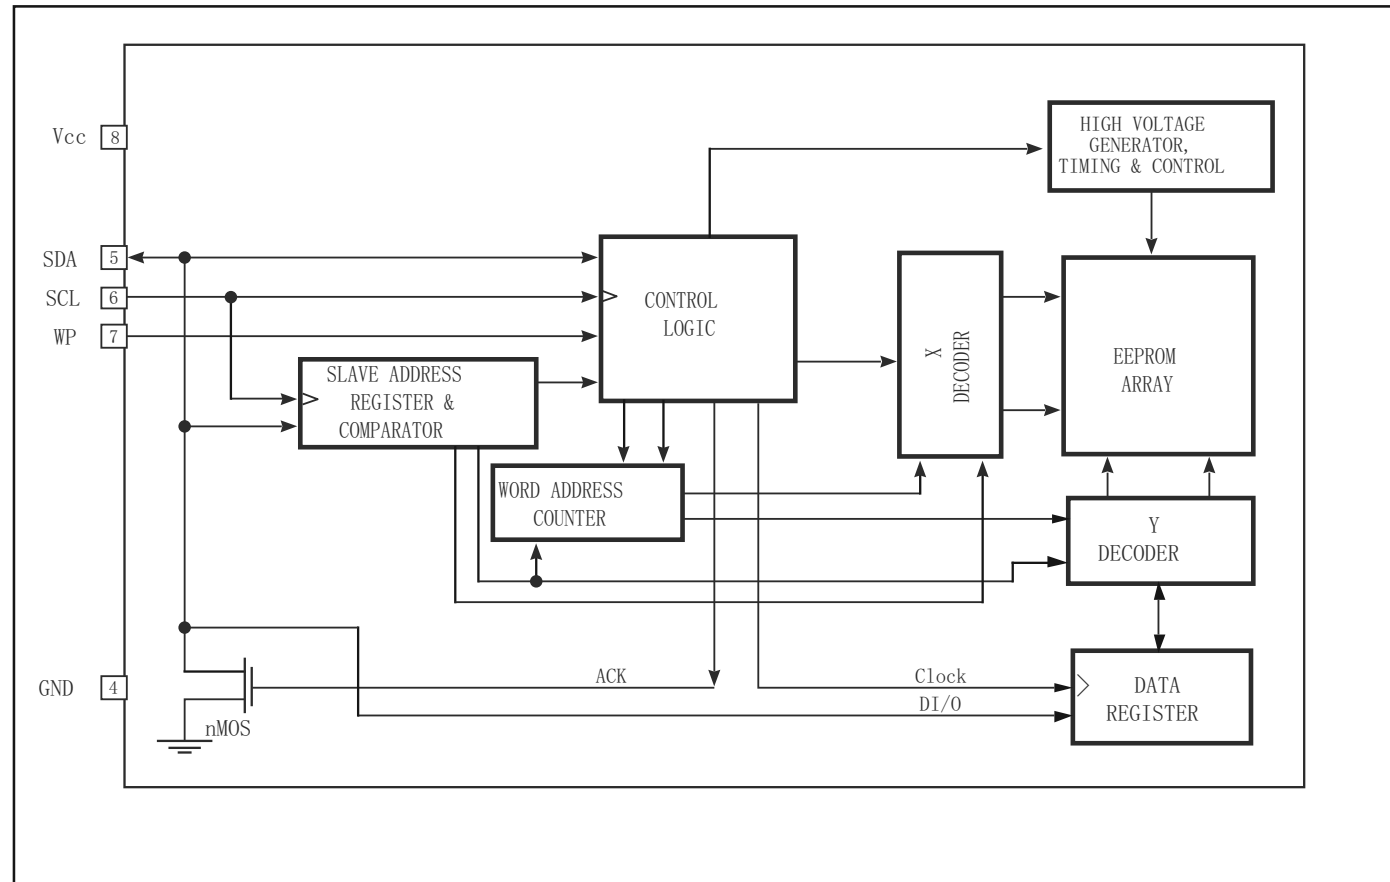 HIGH VOLTAGE
GENERATOR,
TIMING & CONTROL
Vcc 8
SDA 5
SCL 6
WP 7
CONTROL
LOGIC
X
DECODER
EEPROM
ARRAY
SLAVE ADDRESS
REGISTER &
COMPARATOR
WORD ADDRESS
COUNTER
Y
DECODER
GND 4
ACK
Clock
DI/O
DATA
REGISTER
nMOS